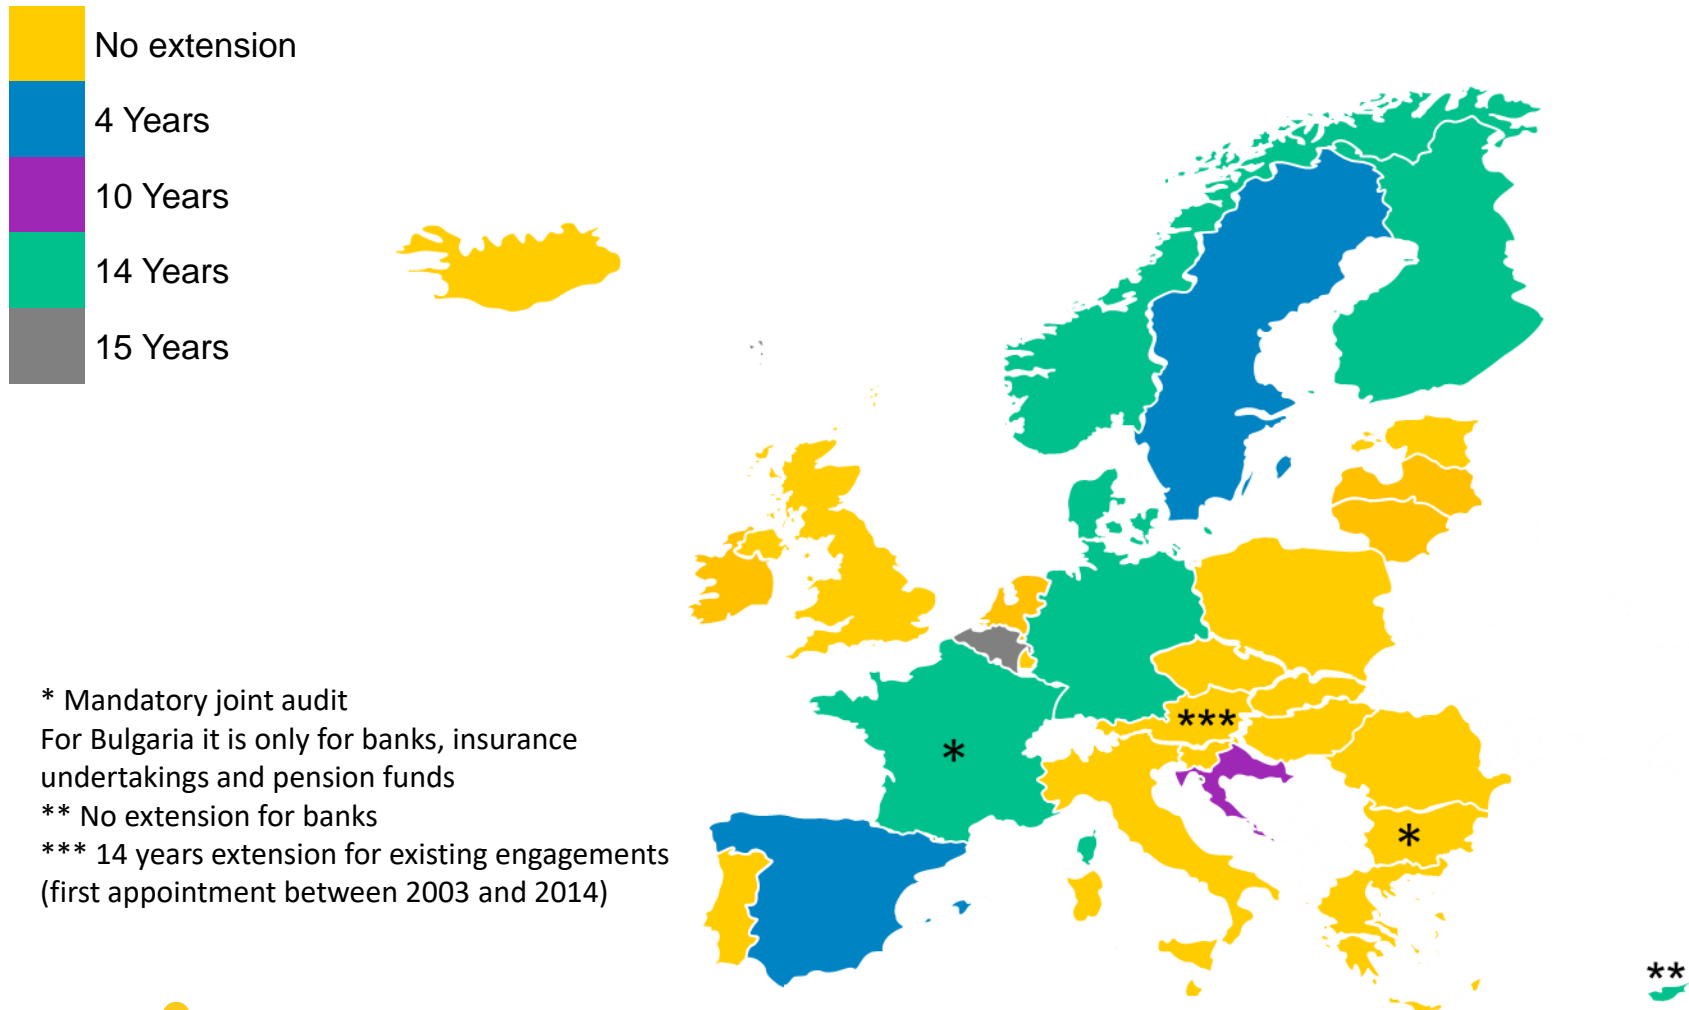 No extension
4 Years
10 Years
14 Years
15 Years
* Mandatory joint audit
For Bulgaria it is only for banks, insurance
undertakings and pension funds
** No extension for banks
*** 14 years extension for existing engagements
(first appointment between 2003 and 2014)
***
*
*
**